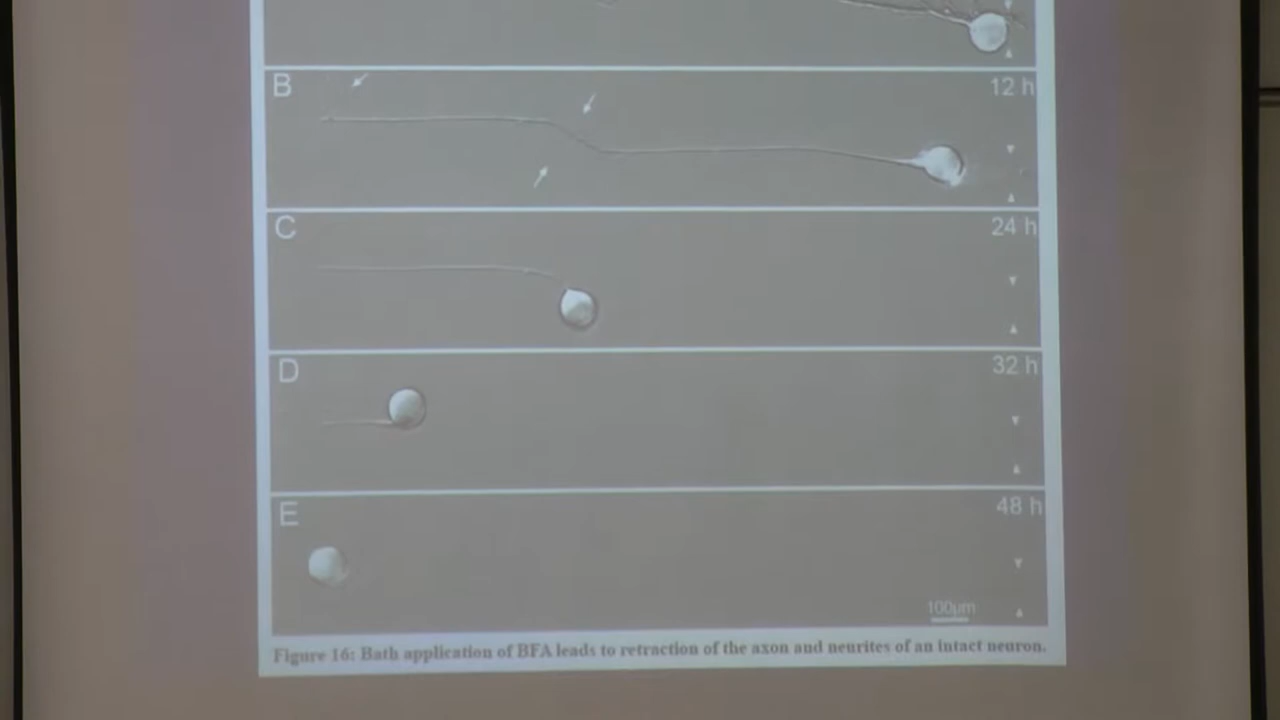 B
12 h
C
24 h
D
32 h
E
48 h
100µm
Figure 16: Bath application of BFA leads to retraction of the axon and neurites of an intact neuron.